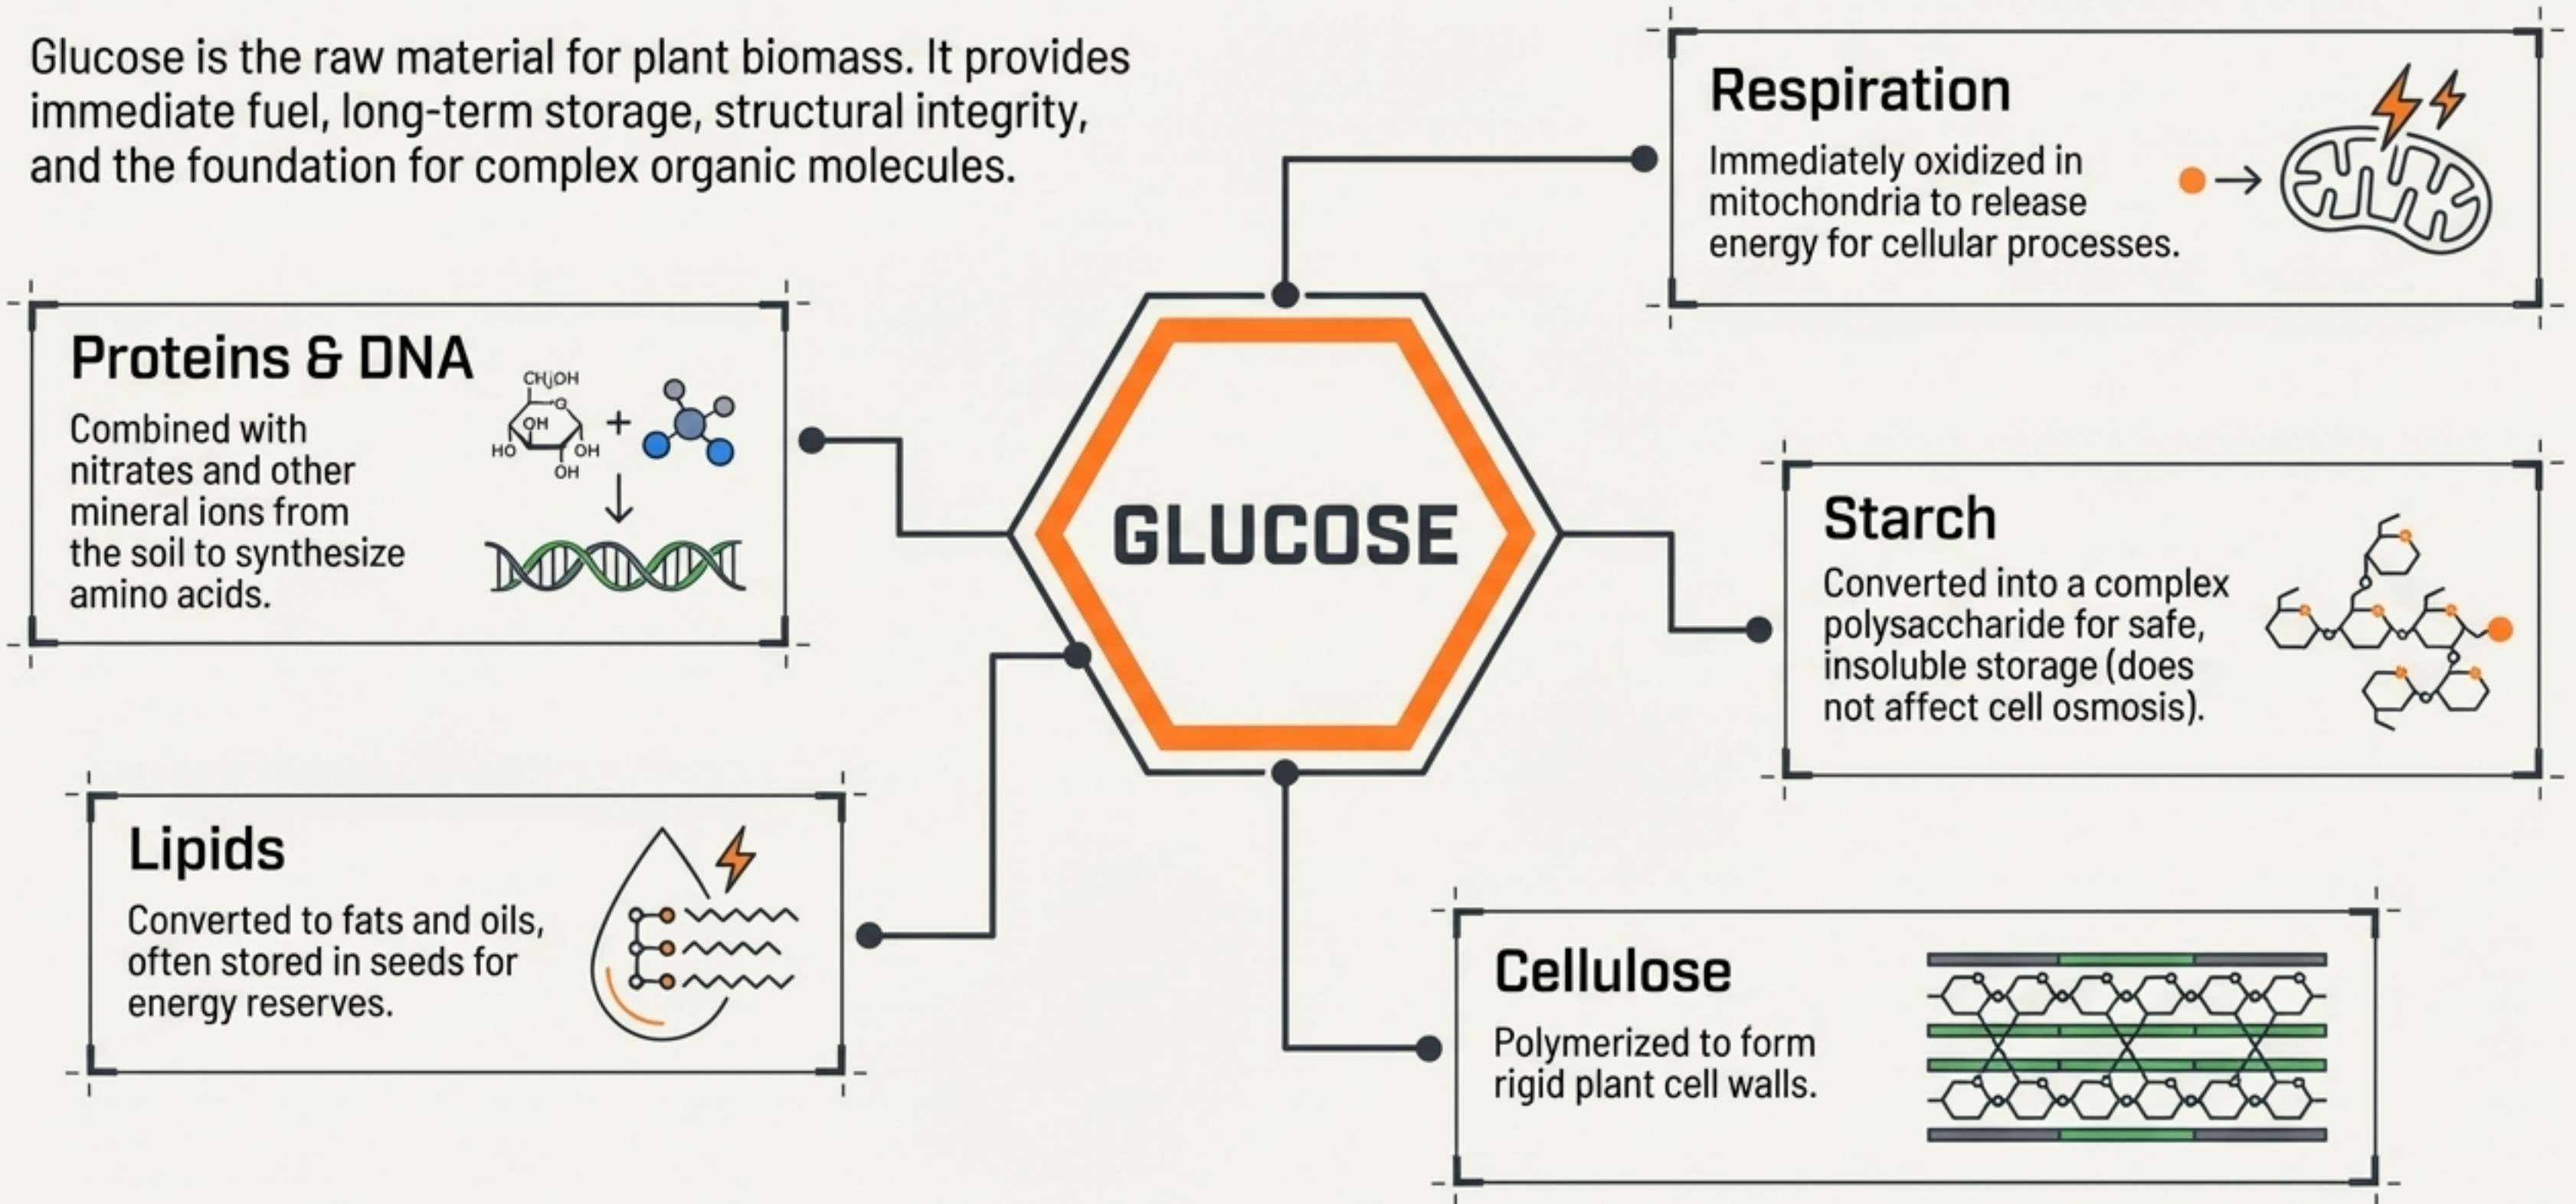 Glucose is the raw material for plant biomass. It provides
immediate fuel, long-term storage, structural integrity,
and the foundation for complex organic molecules.
Respiration
Immediately oxidized in
mitochondria to release
energy for cellular processes.
Proteins & DNA
Combined with
nitrates and other
mineral ions from
the soil to synthesize
amino acids.
CHjOH
O
OH
HO
OH
OH
+
GLUCOSE
Starch
Converted into a complex
polysaccharide for safe,
insoluble storage (does
not affect cell osmosis).
Lipids
Converted to fats and oils,
often stored in seeds for
energy reserves.
Cellulose
Polymerized to form
rigid plant cell walls.